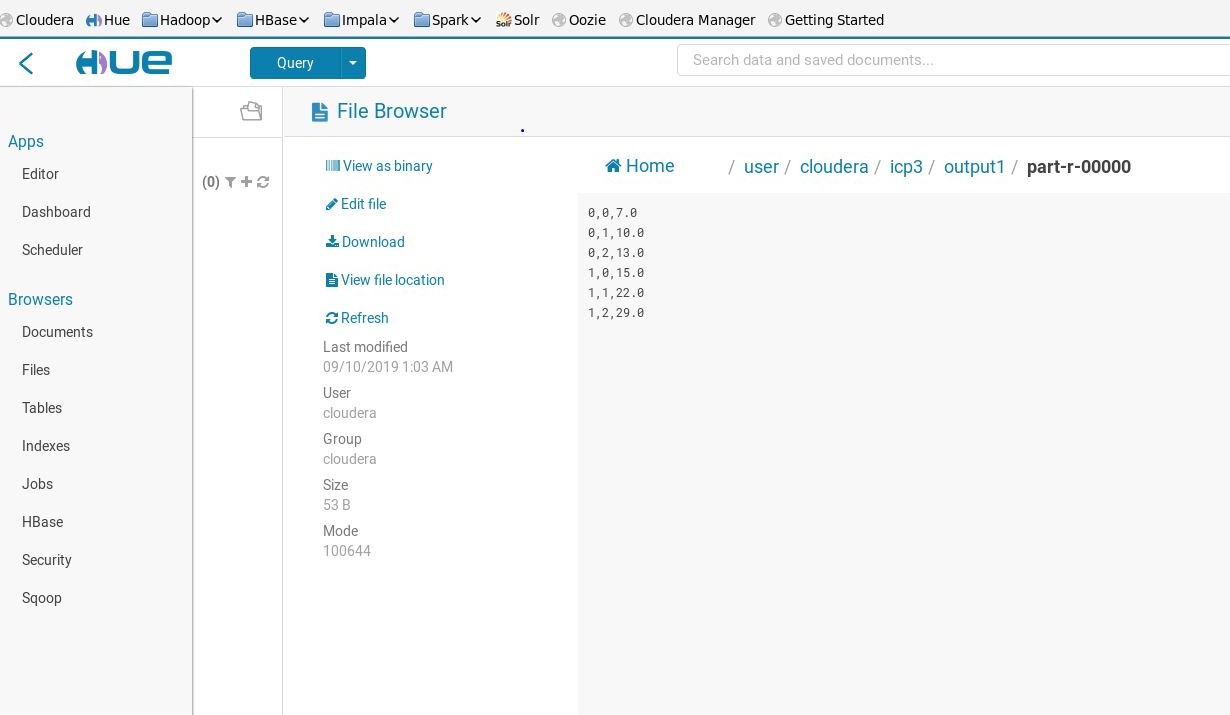 Cloudera Hue Hadoop HBase Impala Spark Solr Oozie Cloudera Manager Getting Started
HUE Query Search data and saved documents...
File Browser
Apps
Editor
Dashboard
Scheduler
Browsers
Documents
Files
Tables
Indexes
Jobs
HBase
Security
Sqoop
(0)
View as binary
Edit file
Download
View file location
Refresh
Last modified
09/10/2019 1:03 AM
User
cloudera
Group
cloudera
Size
53 B
Mode
100644
Home / user / cloudera / icp3 / output1 / part-r-00000
0,0,7.0
0,1,10.0
0,2,13.0
1,0,15.0
1,1,22.0
1,2,29.0